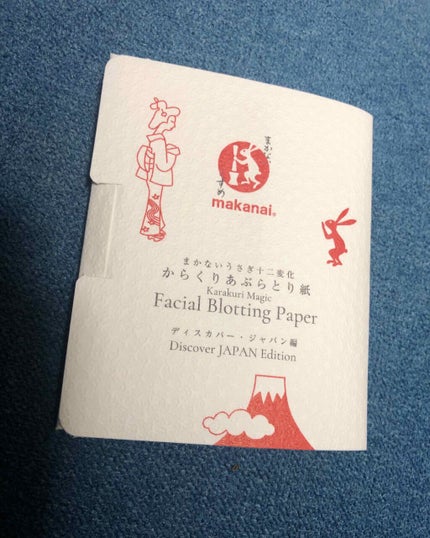 まかない
すめ
makanai®
まかないうさぎ十二変化
からくりあぶらとり紙
Karakuri Magic
Facial Blotting Paper
ディスカバー・ジャパン編
Discover JAPAN Edition